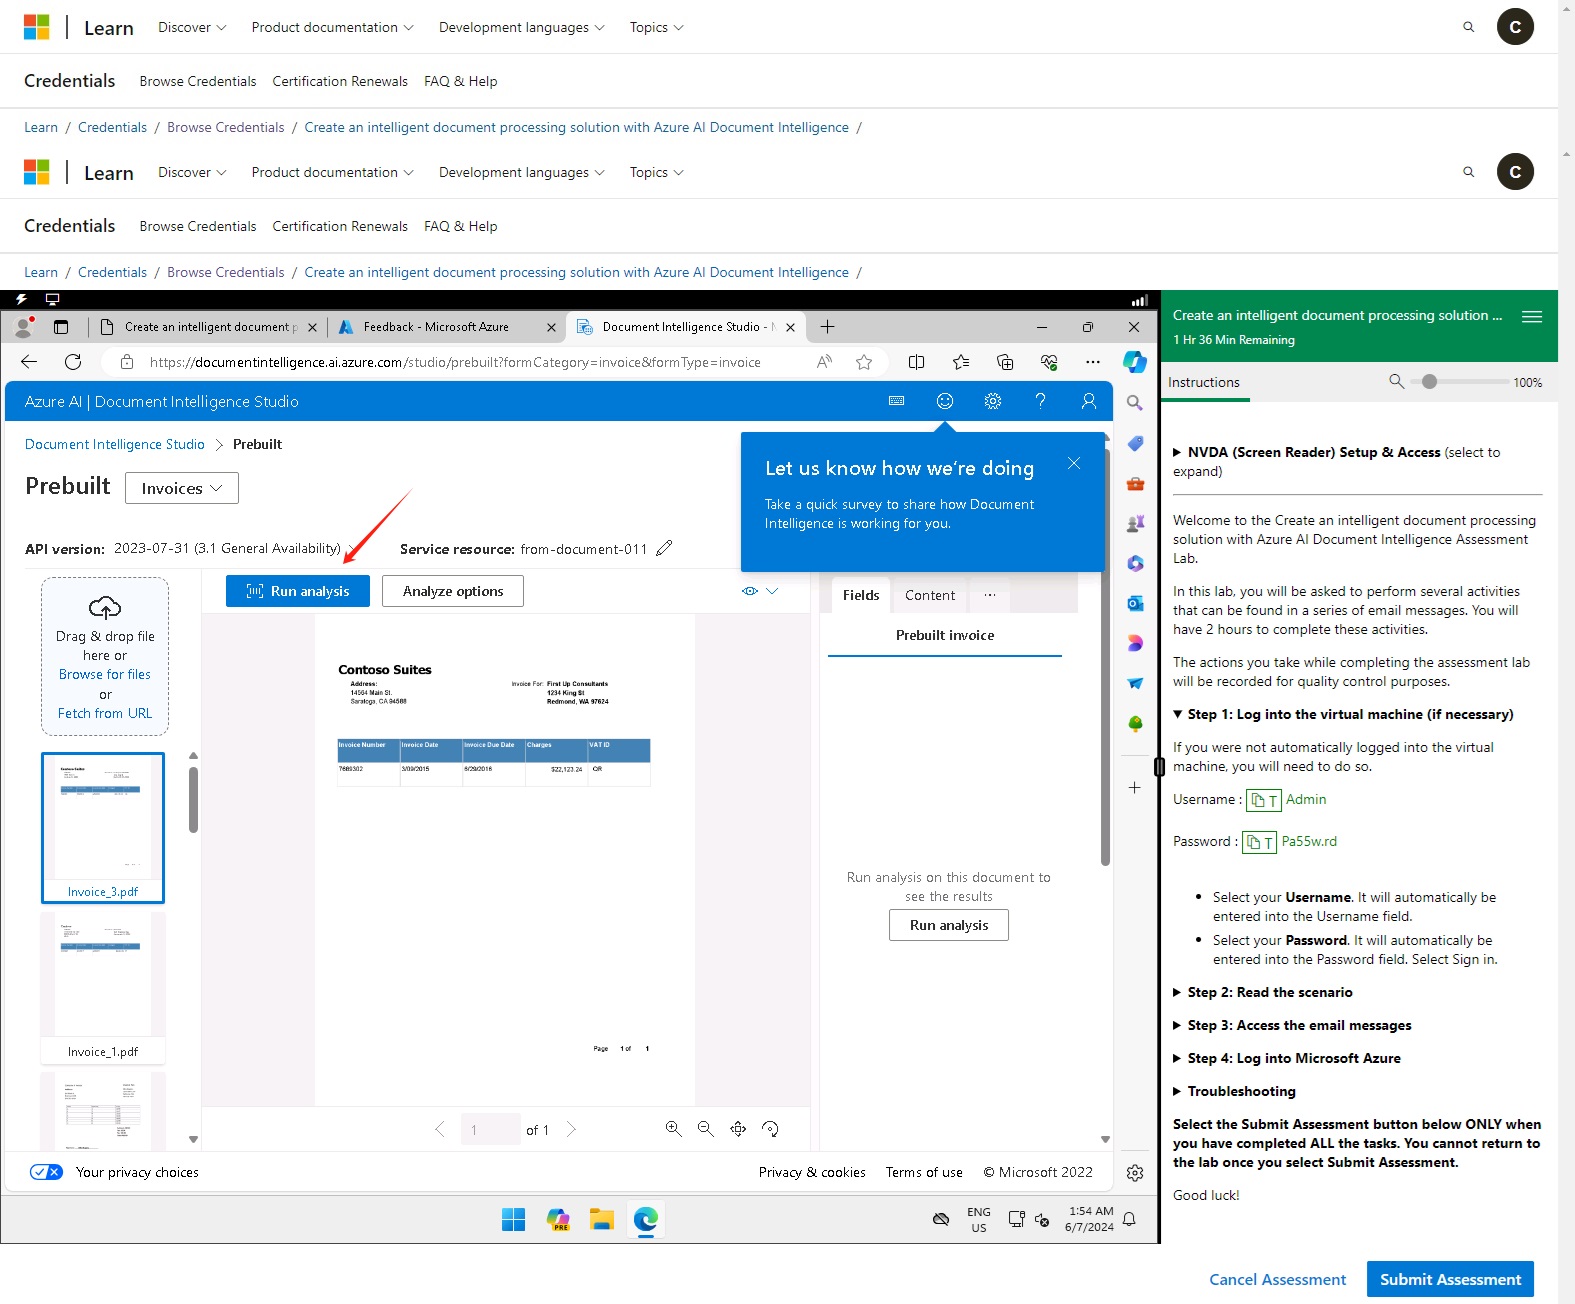 Learn Discover Product documentation Development languages Topics C
Credentials Browse Credentials Certification Renewals FAQ & Help
Learn / Credentials / Browse Credentials / Create an intelligent document processing solution with Azure AI Document Intelligence /
Learn Discover Product documentation Development languages Topics C
Credentials Browse Credentials Certification Renewals FAQ & Help
Learn / Credentials / Browse Credentials / Create an intelligent document processing solution with Azure AI Document Intelligence /
Create an intelligent document p Feedback - Microsoft Azure Document Intelligence Studio - M
https://documentintelligence.ai.azure.com/studio/prebuilt?formCategory=invoice&formType=invoice
Azure AI | Document Intelligence Studio
Document Intelligence Studio > Prebuilt
Prebuilt Invoices
Let us know how we're doing
Take a quick survey to share how Document
Intelligence is working for you.
API version: 2023-07-31 (3.1 General Availability) Service resource: from-document-011
Run analysis Analyze options
Drag & drop file
here or
Browse for files
or
Fetch from URL
Invoice_3.pdf
Invoice_1.pdf
Contoso Suites
Address:
14564 Main St.
Saratoga, CA 94588
Invoice For: First Up Consultants
1234 King St
Redmond, WA 97624
Invoice Number Invoice Date Invoice Due Date Charges VAT ID
7689302 3/09/2015 6/29/2016 $22,123.24 QR
Page 1 of 1
1 of 1
Fields Content ...
Prebuilt invoice
Run analysis on this document to
see the results
Run analysis
Your privacy choices Privacy & cookies Terms of use © Microsoft 2022
PRE
ENG
US
1:54 AM
6/7/2024
Create an intelligent document processing solution ...
1 Hr 36 Min Remaining
Instructions 100%
NVDA (Screen Reader) Setup & Access (select to
expand)
Welcome to the Create an intelligent document processing
solution with Azure AI Document Intelligence Assessment
Lab.
In this lab, you will be asked to perform several activities
that can be found in a series of email messages. You will
have 2 hours to complete these activities.
The actions you take while completing the assessment lab
will be recorded for quality control purposes.
Step 1: Log into the virtual machine (if necessary)
If you were not automatically logged into the virtual
machine, you will need to do so.
Username : T Admin
Password : T Pa55w.rd
• Select your Username. It will automatically be
entered into the Username field.
• Select your Password. It will automatically be
entered into the Password field. Select Sign in.
Step 2: Read the scenario
Step 3: Access the email messages
Step 4: Log into Microsoft Azure
Troubleshooting
Select the Submit Assessment button below ONLY when
you have completed ALL the tasks. You cannot return to
the lab once you select Submit Assessment.
Good luck!
Cancel Assessment Submit Assessment